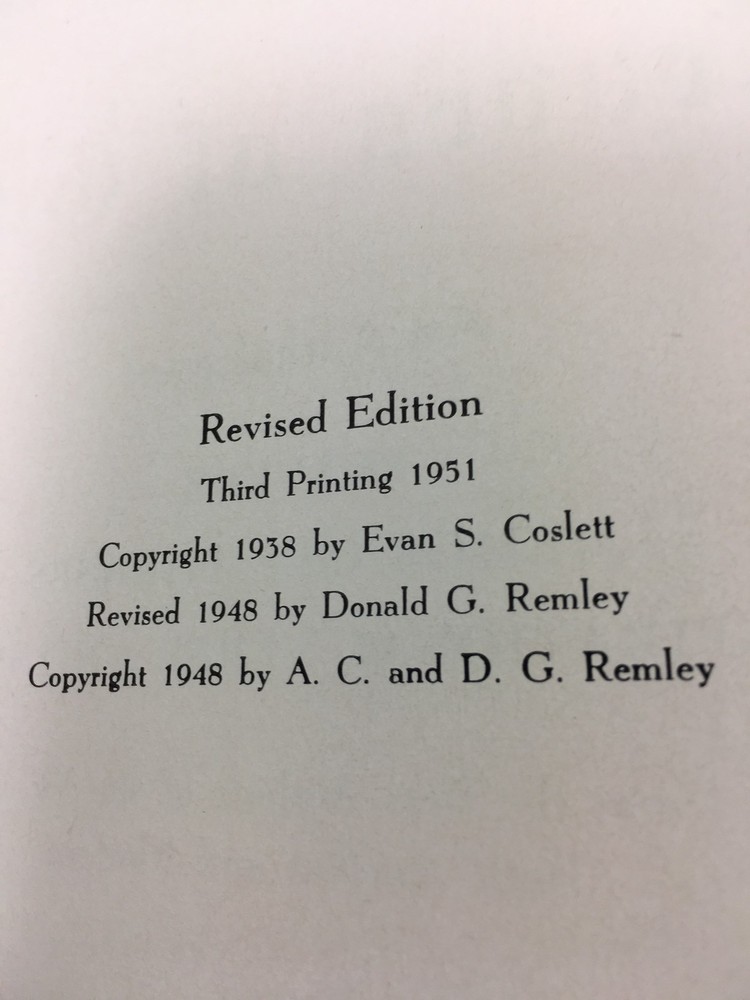 Revised Edition
Third Printing 1951
Copyright 1938 by Evan S. Coslett
Revised 1948 by Donald G. Remley
Copyright 1948 by A. C. and D. G. Remley